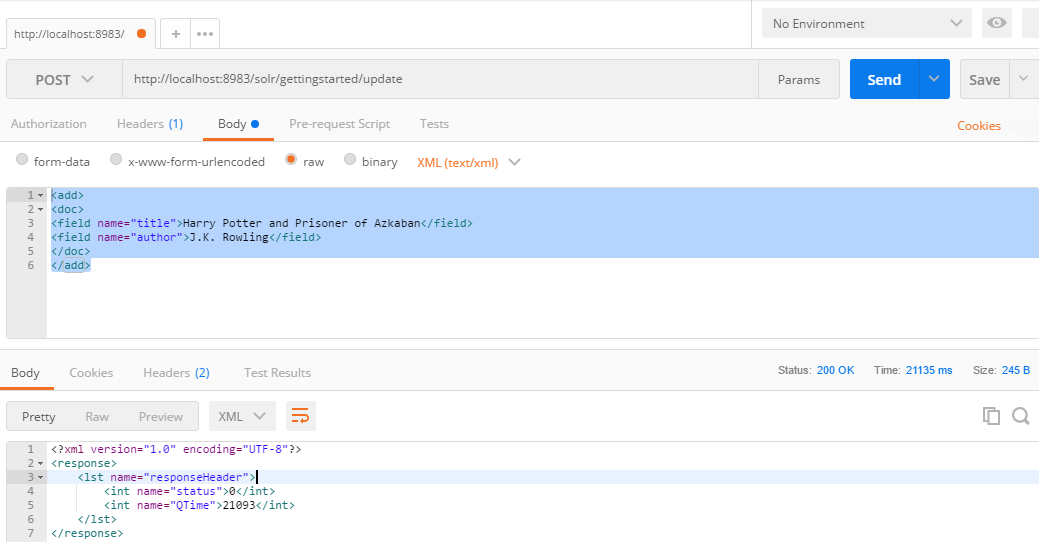 http://localhost:8983/ + ••• No Environment
POST http://localhost:8983/solr/gettingstarted/update Params Send Save
Authorization Headers (1) Body Pre-request Script Tests Cookies
form-data x-www-form-urlencoded raw binary XML (text/xml)
1 <add>
2 <doc>
3 <field name="title">Harry Potter and Prisoner of Azkaban</field>
4 <field name="author">J.K. Rowling</field>
5 </doc>
6 </add>
Body Cookies Headers (2) Test Results Status: 200 OK Time: 21135 ms Size: 245 B
Pretty Raw Preview XML
1 <?xml version="1.0" encoding="UTF-8"?>
2 <response>
3 <lst name="responseHeader">
4 <int name="status">0</int>
5 <int name="QTime">21093</int>
6 </lst>
7 </response>